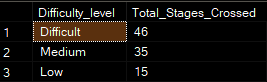 Difficulty_level Total_Stages_Crossed
1 Difficult 46
2 Medium 35
3 Low 15